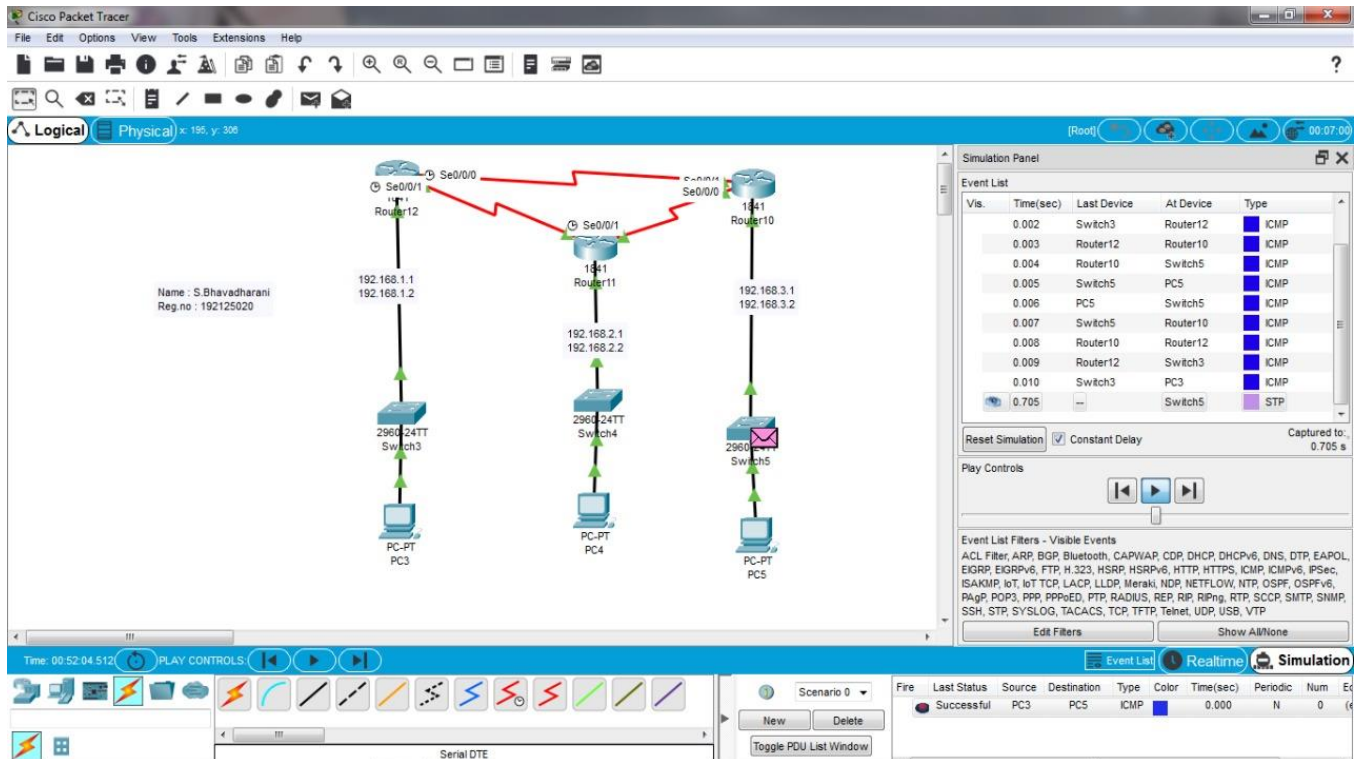 Cisco Packet Tracer
File Edit Options View Tools Extensions Help
?
Logical Physical x: 195, y: 306 [Root] 00:07:00
Se0/0/0
Se0/0/1
Router12
Se0/0/0
1841
Router10
Se0/0/1
1841
Router11
Name : S.Bhavadharani
Reg.no : 192125020
192.168.1.1
192.168.1.2
192.168.2.1
192.168.2.2
192.168.3.1
192.168.3.2
2960-24TT
Switch3
2960-24TT
Switch4
Switch5
PC-PT
PC3
PC-PT
PC4
PC-PT
PC5
Simulation Panel
Event List
Vis. Time(sec) Last Device At Device Type
0.002 Switch3 Router12 ICMP
0.003 Router12 Router10 ICMP
0.004 Router10 Switch5 ICMP
0.005 Switch5 PC5 ICMP
0.006 PC5 Switch5 ICMP
0.007 Switch5 Router10 ICMP
0.008 Router10 Router12 ICMP
0.009 Router12 Switch3 ICMP
0.010 Switch3 PC3 ICMP
0.705 -- Switch5 STP
Reset Simulation Constant Delay Captured to:
0.705 s
Play Controls
Event List Filters - Visible Events
ACL Filter, ARP, BGP, Bluetooth, CAPWAP, CDP, DHCP, DHCPv6, DNS, DTP, EAPOL,
EIGRP, EIGRPv6, FTP, H.323, HSRP, HSRPv6, HTTP, HTTPS, ICMP, ICMPv6, IPSec,
ISAKMP, IoT, IoT TCP, LACP, LLDP, Meraki, NDP, NETFLOW, NTP, OSPF, OSPFv6,
PAgP, POP3, PPP, PPPoED, PTP, RADIUS, REP, RIP, RIPng, RTP, SCCP, SMTP, SNMP,
SSH, STP, SYSLOG, TACACS, TCP, TFTP, Telnet, UDP, USB, VTP
Edit Filters Show All/None
Time: 00:52:04.512 PLAY CONTROLS: Event List Realtime Simulation
Scenario 0
New Delete
Toggle PDU List Window
Fire Last Status Source Destination Type Color Time(sec) Periodic Num
Successful PC3 PC5 ICMP 0.000 N 0
Serial DTE